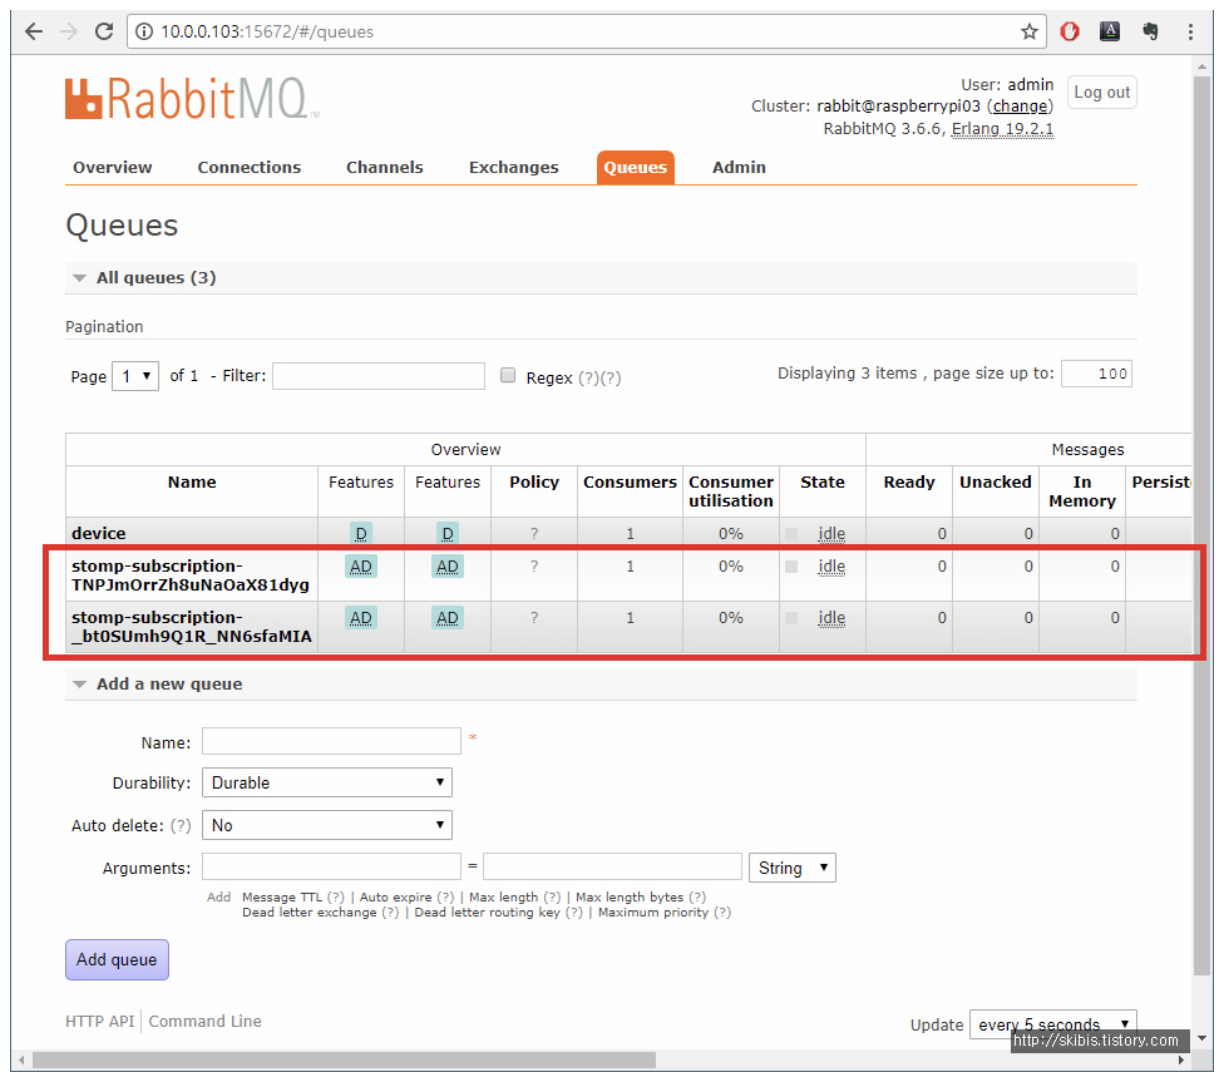 10.0.0.103:15672/#/queues
RabbitMQ TM
User: admin
Log out
Cluster: rabbit@raspberrypi03 (change)
RabbitMQ 3.6.6, Erlang 19.2.1
Overview Connections Channels Exchanges Queues Admin
Queues
All queues (3)
Pagination
Page 1 of 1 - Filter: Regex (?)(?) Displaying 3 items , page size up to: 100
Overview Messages
Name Features Features Policy Consumers Consumer utilisation State Ready Unacked In Memory Persist
device D D ? 1 0% idle 0 0 0
stomp-subscription-
TNPJmOrrZh8uNaOaX81dyg AD AD ? 1 0% idle 0 0 0
stomp-subscription-
_bt0SUmh9Q1R_NN6sfaMIA AD AD ? 1 0% idle 0 0 0
Add a new queue
Name: *
Durability: Durable
Auto delete: (?) No
Arguments: = String
Add Message TTL (?) | Auto expire (?) | Max length (?) | Max length bytes (?)
Dead letter exchange (?) | Dead letter routing key (?) | Maximum priority (?)
Add queue
HTTP API Command Line
Update every 5 seconds
http://skibis.tistory.com